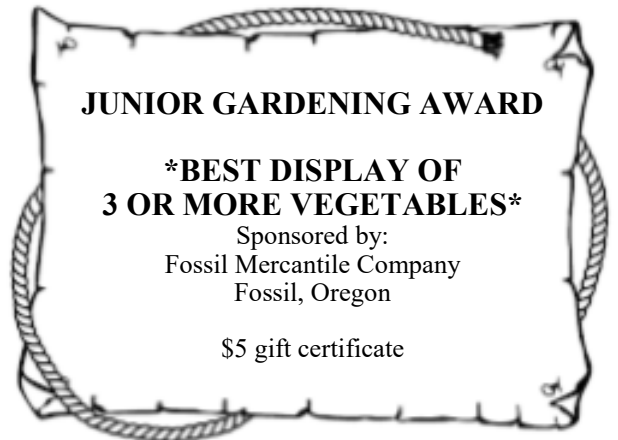 JUNIOR GARDENING AWARD
*BEST DISPLAY OF
3 OR MORE VEGETABLES*
Sponsored by:
Fossil Mercantile Company
Fossil, Oregon
$5 gift certificate